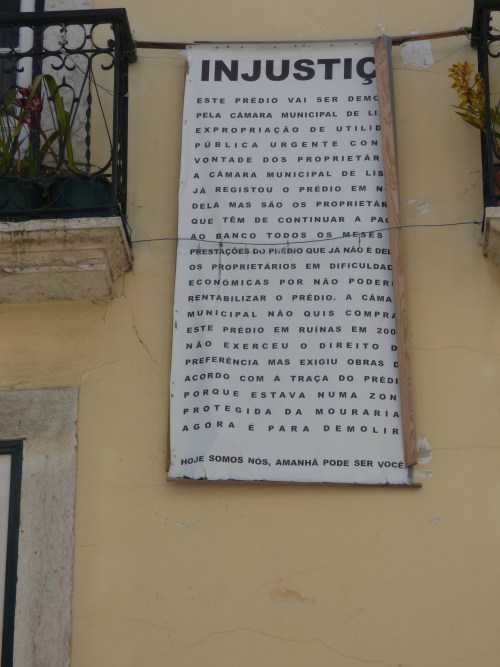 INJUSTIÇ
ESTE PRÉDIO VAI SER DEMO
PELA CÂMARA MUNICIPAL DE LI
EXPROPRIAÇÃO DE UTILID
PÚBLICA URGENTE CON
VONTADE DOS PROPRIETÁR
A CÂMARA MUNICIPAL DE LIS
JÁ REGISTOU O PRÉDIO EM N
DELA MAS SÃO OS PROPRIETÁR
QUE TÊM DE CONTINUAR A PA
AO BANCO TODOS OS MESES
PRESTAÇÕES DO PRÉDIO QUE JÁ NÃO É DEL
OS PROPRIETÁRIOS EM DIFICULDAD
ECONÓMICAS POR NÃO PODER
RENTABILIZAR O PRÉDIO. A CÂMA
MUNICIPAL NÃO QUIS COMPRA
ESTE PRÉDIO EM RUÍNAS EM 200
NÃO EXERCEU O DIREITO D
PREFERÊNCIA MAS EXIGIU OBRAS D
ACORDO COM A TRAÇA DO PRÉDI
PORQUE ESTAVA NUMA ZON
PROTEGIDA DA MOURARIA
AGORA É PARA DEMOLIR
HOJE SOMOS NÓS, AMANHÃ PODE SER VOCÊ